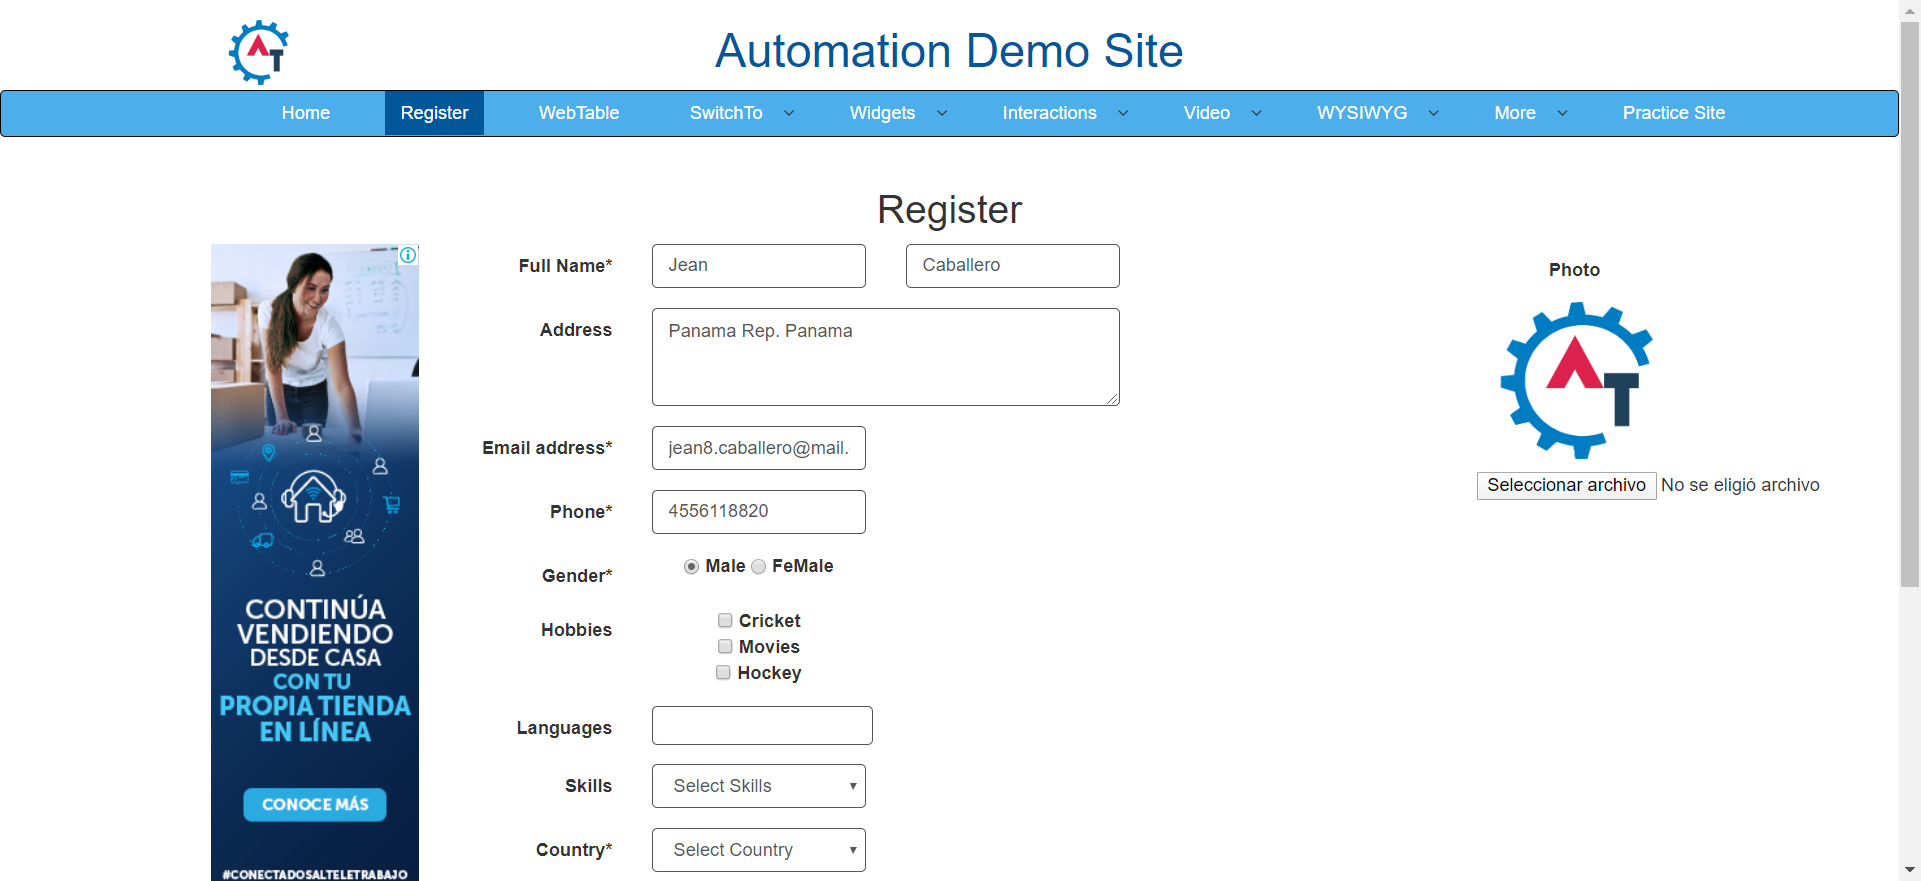 Automation Demo Site
Home Register WebTable SwitchTo Widgets Interactions Video WYSIWYG More Practice Site
Register
Full Name* Jean Caballero
Address Panama Rep. Panama
Email address* jean8.caballero@mail.
Phone* 4556118820
Gender* Male FeMale
Hobbies Cricket
Movies
Hockey
Languages
Skills Select Skills
Country* Select Country
Photo
AT
Seleccionar archivo No se eligió archivo
CONTINÚA
VENDIENDO
DESDE CASA
CON TU
PROPIA TIENDA
EN LÍNEA
CONOCE MÁS
#CONECTADOSALTELETRABAJO